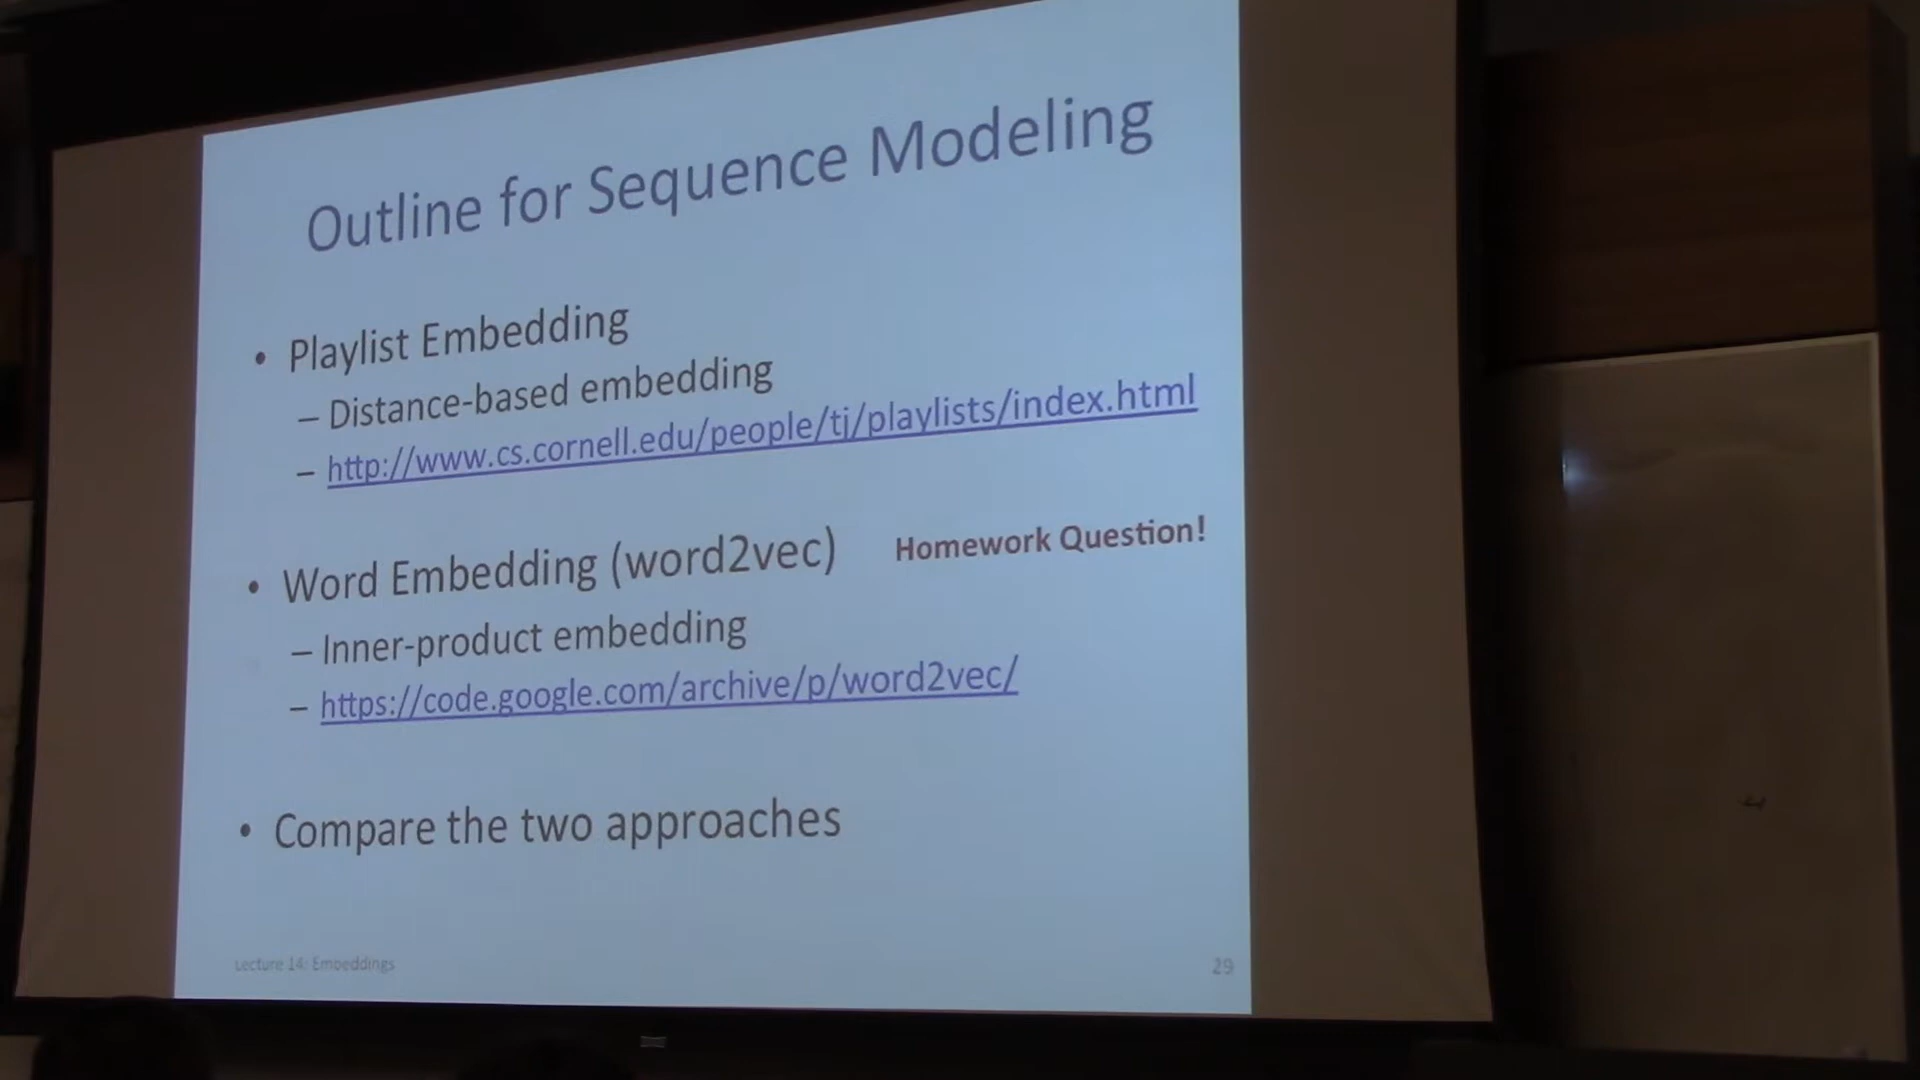 Outline for Sequence Modeling
• Playlist Embedding
– Distance-based embedding
– http://www.cs.cornell.edu/people/tj/playlists/index.html
• Word Embedding (word2vec) Homework Question!
– Inner-product embedding
– https://code.google.com/archive/p/word2vec/
• Compare the two approaches
Lecture 14: Embeddings 29